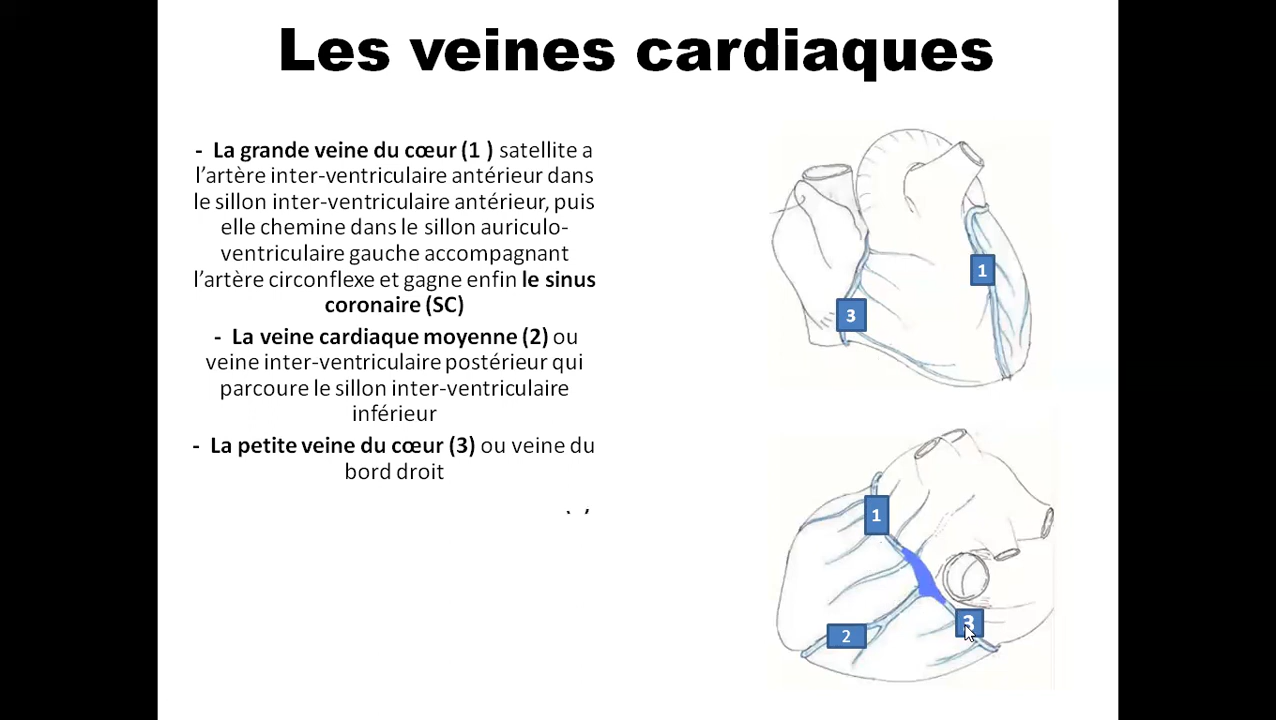 Les veines cardiaques
- La grande veine du cœur (1 ) satellite a
l’artère inter-ventriculaire antérieur dans
le sillon inter-ventriculaire antérieur, puis
elle chemine dans le sillon auriculo-
ventriculaire gauche accompagnant
l’artère circonflexe et gagne enfin le sinus
coronaire (SC)
- La veine cardiaque moyenne (2) ou
veine inter-ventriculaire postérieur qui
parcoure le sillon inter-ventriculaire
inférieur
- La petite veine du cœur (3) ou veine du
bord droit
1
3
1
2
3